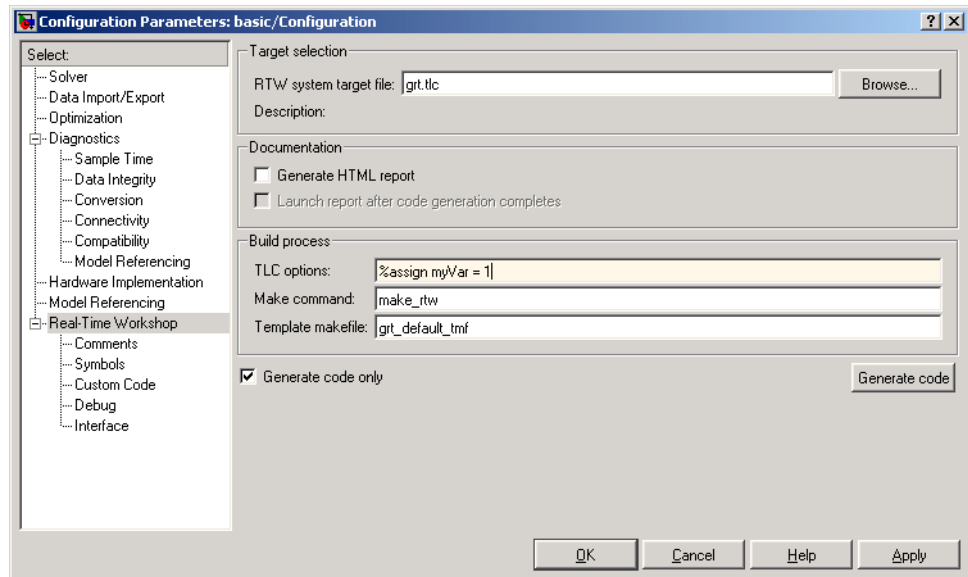 Configuration Parameters: basic/Configuration
Select:
Solver
Data Import/Export
Optimization
Diagnostics
Sample Time
Data Integrity
Conversion
Connectivity
Compatibility
Model Referencing
Hardware Implementation
Model Referencing
Real-Time Workshop
Comments
Symbols
Custom Code
Debug
Interface
Target selection
RTW system target file: grt.tlc Browse...
Description:
Documentation
Generate HTML report
Launch report after code generation completes
Build process
TLC options: %assign myVar = 1
Make command: make_rtw
Template makefile: grt_default_tmf
Generate code only Generate code
OK Cancel Help Apply